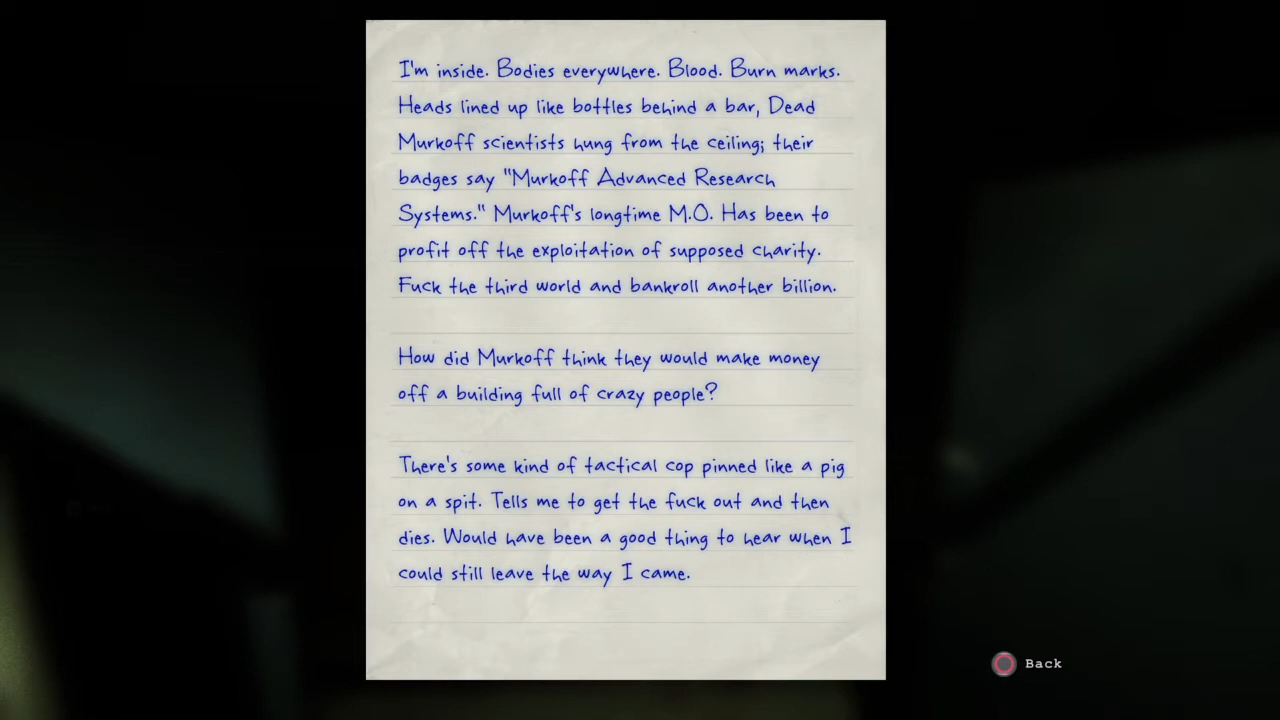 I'm inside. Bodies everywhere. Blood. Burn marks.
Heads lined up like bottles behind a bar, Dead
Murkoff scientists hung from the ceiling; their
badges say "Murkoff Advanced Research
Systems." Murkoff's longtime M.O. Has been to
profit off the exploitation of supposed charity.
Fuck the third world and bankroll another billion.
How did Murkoff think they would make money
off a building full of crazy people?
There's some kind of tactical cop pinned like a pig
on a spit. Tells me to get the fuck out and then
dies. Would have been a good thing to hear when I
could still leave the way I came.
Back